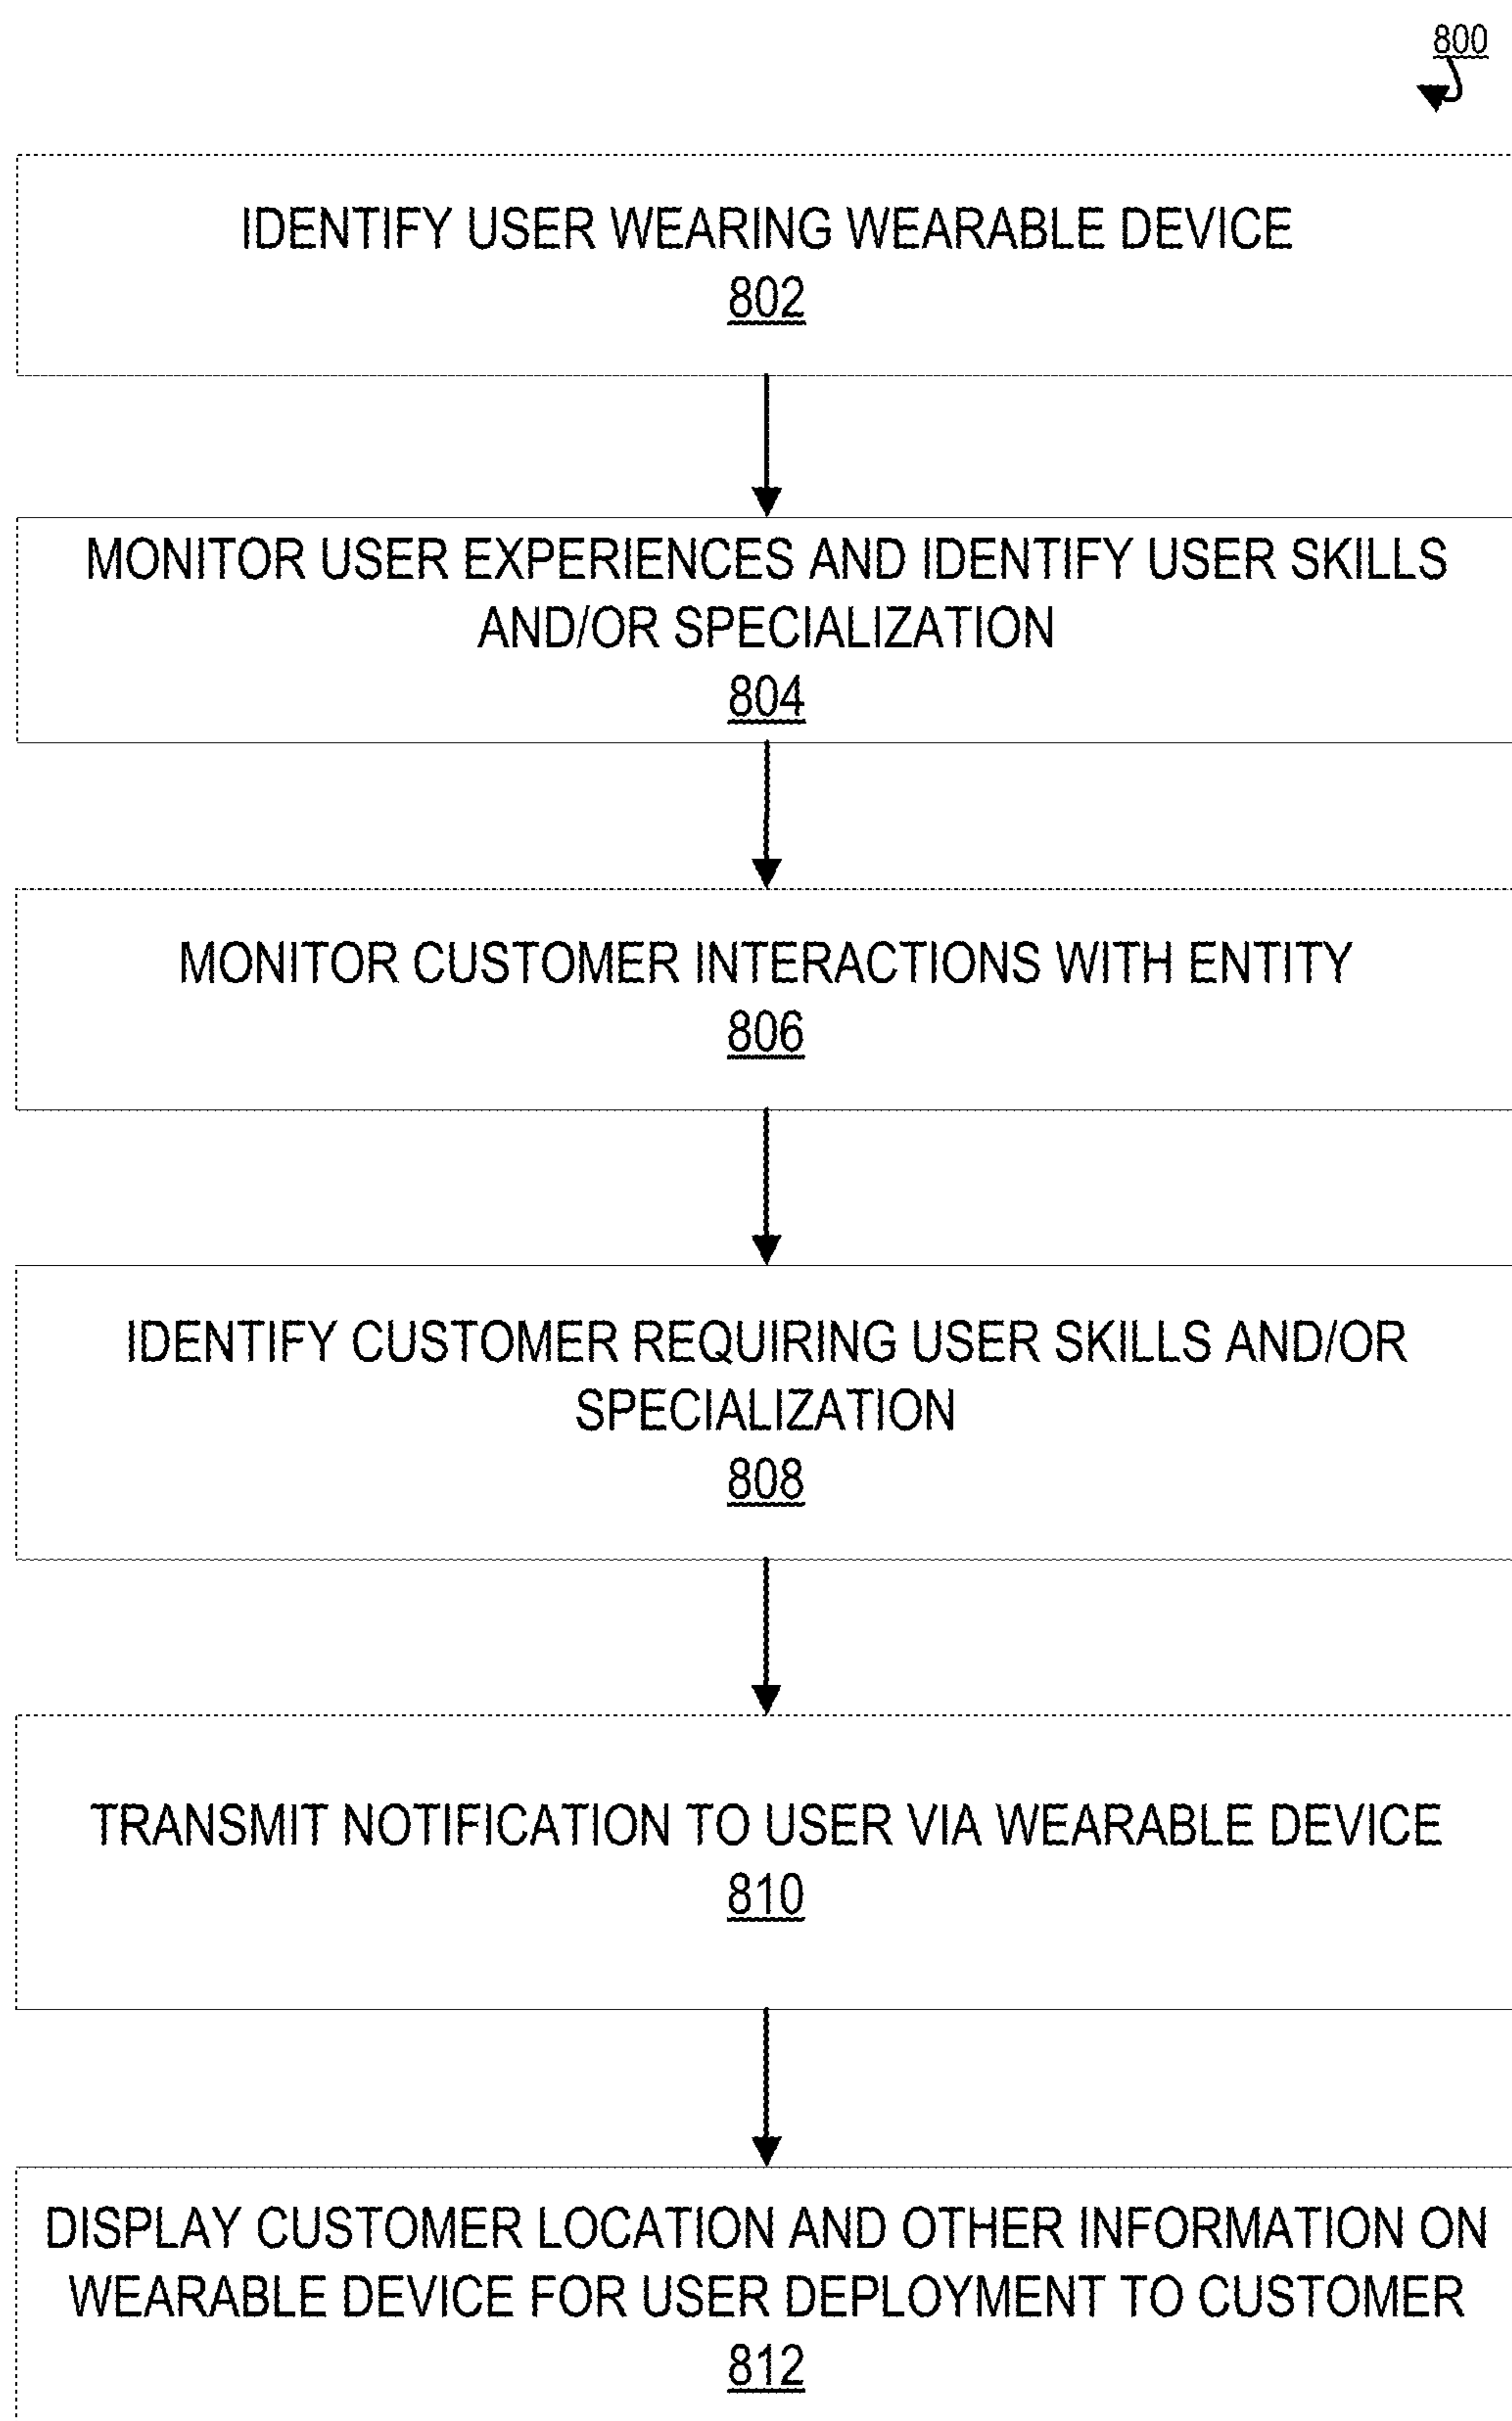 800
IDENTIFY USER WEARING WEARABLE DEVICE
802
MONITOR USER EXPERIENCES AND IDENTIFY USER SKILLS
AND/OR SPECIALIZATION
804
MONITOR CUSTOMER INTERACTIONS WITH ENTITY
806
IDENTIFY CUSTOMER REQUIRING USER SKILLS AND/OR
SPECIALIZATION
808
TRANSMIT NOTIFICATION TO USER VIA WEARABLE DEVICE
810
DISPLAY CUSTOMER LOCATION AND OTHER INFORMATION ON
WEARABLE DEVICE FOR USER DEPLOYMENT TO CUSTOMER
812